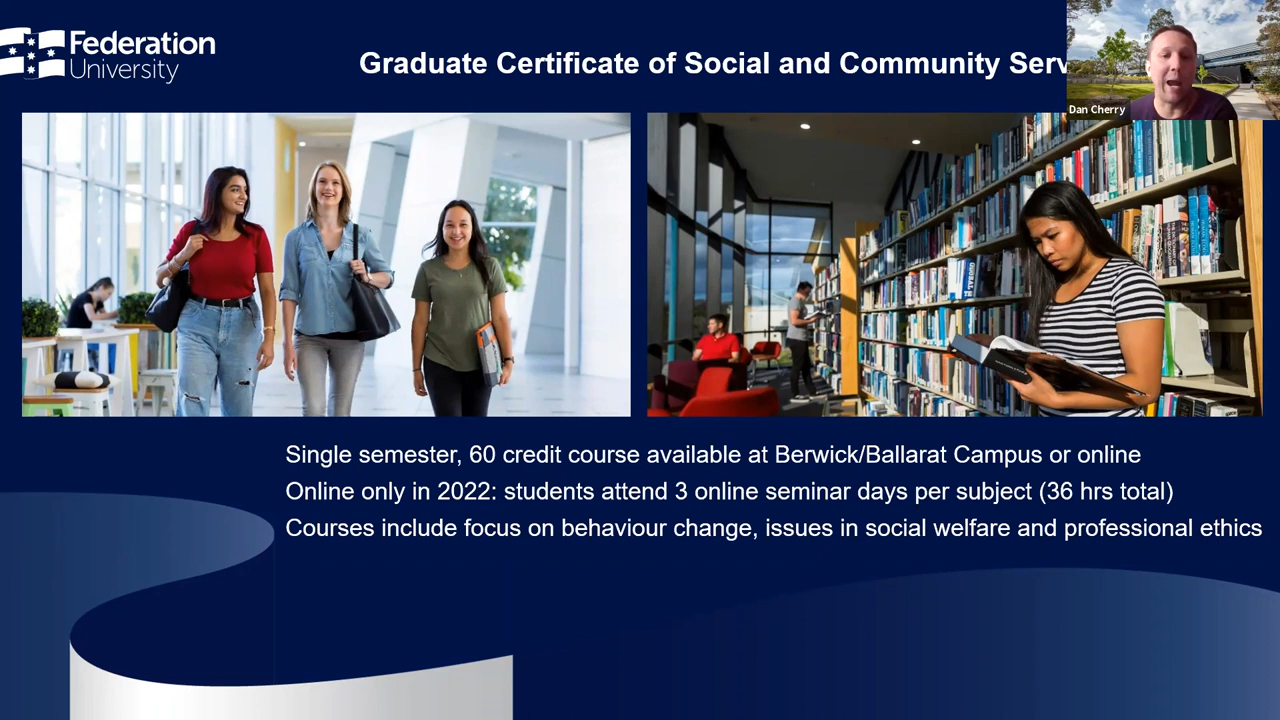 Federation
University
Graduate Certificate of Social and Community Serv
Dan Cherry
Single semester, 60 credit course available at Berwick/Ballarat Campus or online
Online only in 2022: students attend 3 online seminar days per subject (36 hrs total)
Courses include focus on behaviour change, issues in social welfare and professional ethics